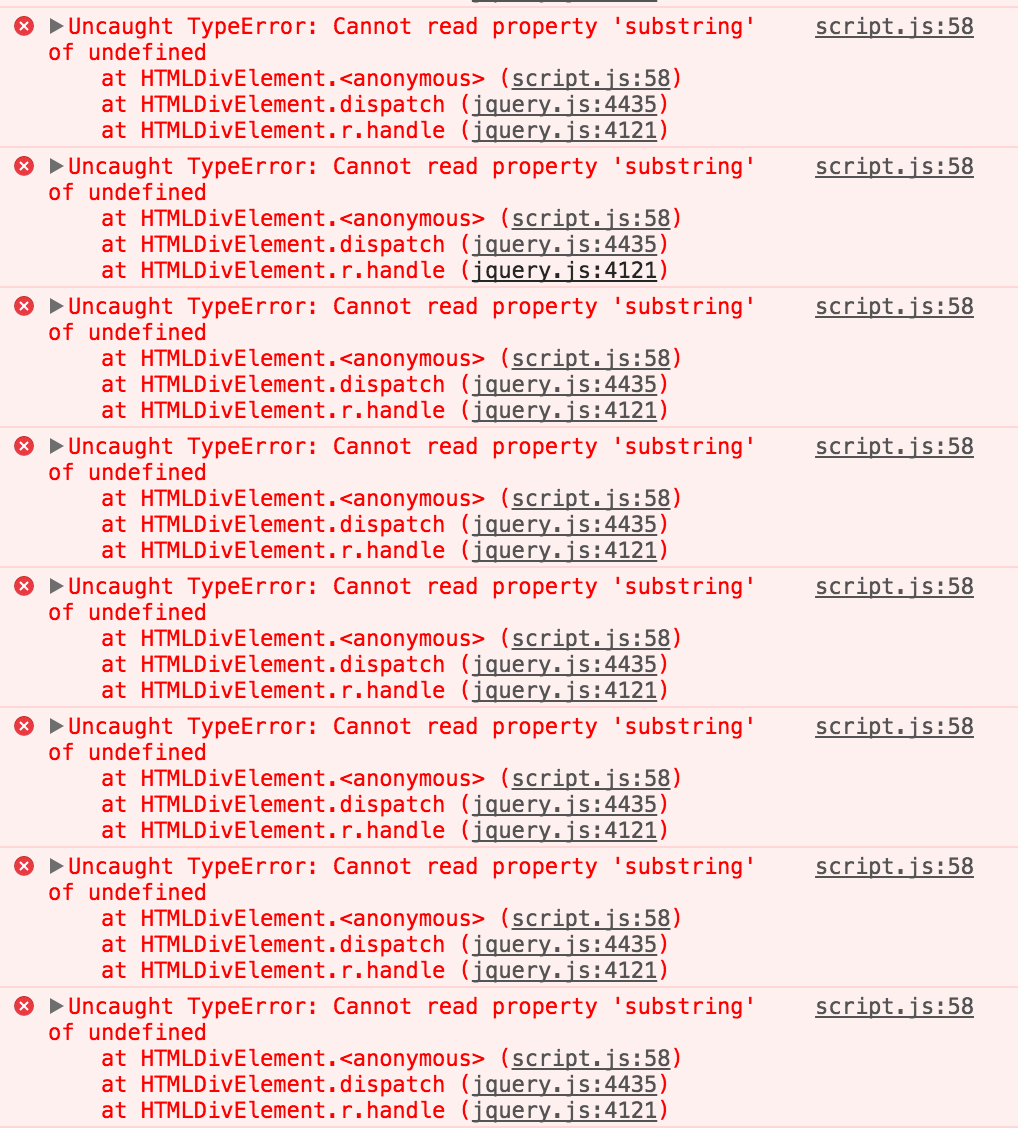 Uncaught TypeError: Cannot read property 'substring' script.js:58
of undefined
at HTMLDivElement.<anonymous> (script.js:58)
at HTMLDivElement.dispatch (jquery.js:4435)
at HTMLDivElement.r.handle (jquery.js:4121)
Uncaught TypeError: Cannot read property 'substring' script.js:58
of undefined
at HTMLDivElement.<anonymous> (script.js:58)
at HTMLDivElement.dispatch (jquery.js:4435)
at HTMLDivElement.r.handle (jquery.js:4121)
Uncaught TypeError: Cannot read property 'substring' script.js:58
of undefined
at HTMLDivElement.<anonymous> (script.js:58)
at HTMLDivElement.dispatch (jquery.js:4435)
at HTMLDivElement.r.handle (jquery.js:4121)
Uncaught TypeError: Cannot read property 'substring' script.js:58
of undefined
at HTMLDivElement.<anonymous> (script.js:58)
at HTMLDivElement.dispatch (jquery.js:4435)
at HTMLDivElement.r.handle (jquery.js:4121)
Uncaught TypeError: Cannot read property 'substring' script.js:58
of undefined
at HTMLDivElement.<anonymous> (script.js:58)
at HTMLDivElement.dispatch (jquery.js:4435)
at HTMLDivElement.r.handle (jquery.js:4121)
Uncaught TypeError: Cannot read property 'substring' script.js:58
of undefined
at HTMLDivElement.<anonymous> (script.js:58)
at HTMLDivElement.dispatch (jquery.js:4435)
at HTMLDivElement.r.handle (jquery.js:4121)
Uncaught TypeError: Cannot read property 'substring' script.js:58
of undefined
at HTMLDivElement.<anonymous> (script.js:58)
at HTMLDivElement.dispatch (jquery.js:4435)
at HTMLDivElement.r.handle (jquery.js:4121)
Uncaught TypeError: Cannot read property 'substring' script.js:58
of undefined
at HTMLDivElement.<anonymous> (script.js:58)
at HTMLDivElement.dispatch (jquery.js:4435)
at HTMLDivElement.r.handle (jquery.js:4121)